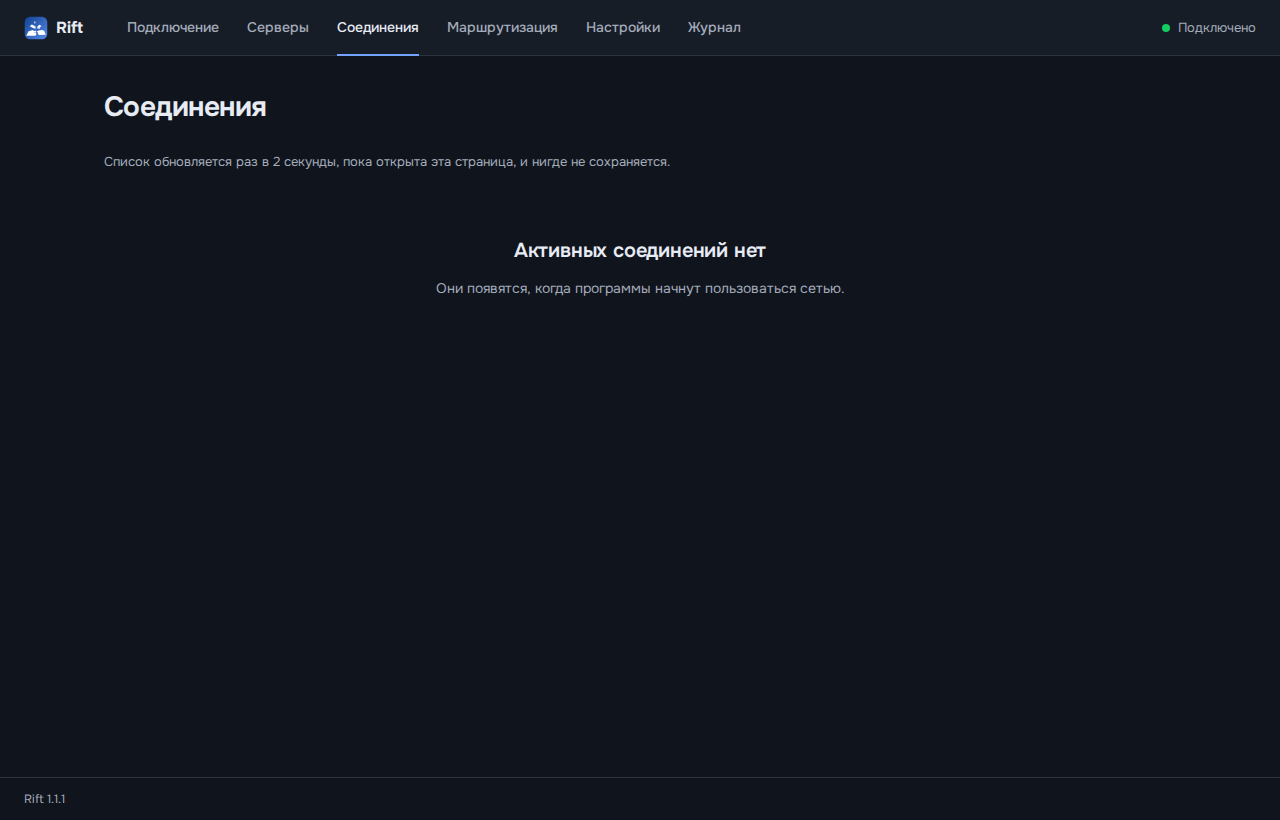 Rift
Подключение
Серверы
Соединения
Маршрутизация
Настройки
Журнал
Подключено
Соединения
Список обновляется раз в 2 секунды, пока открыта эта страница, и нигде не сохраняется.
Активных соединений нет
Они появятся, когда программы начнут пользоваться сетью.
Rift 1.1.1